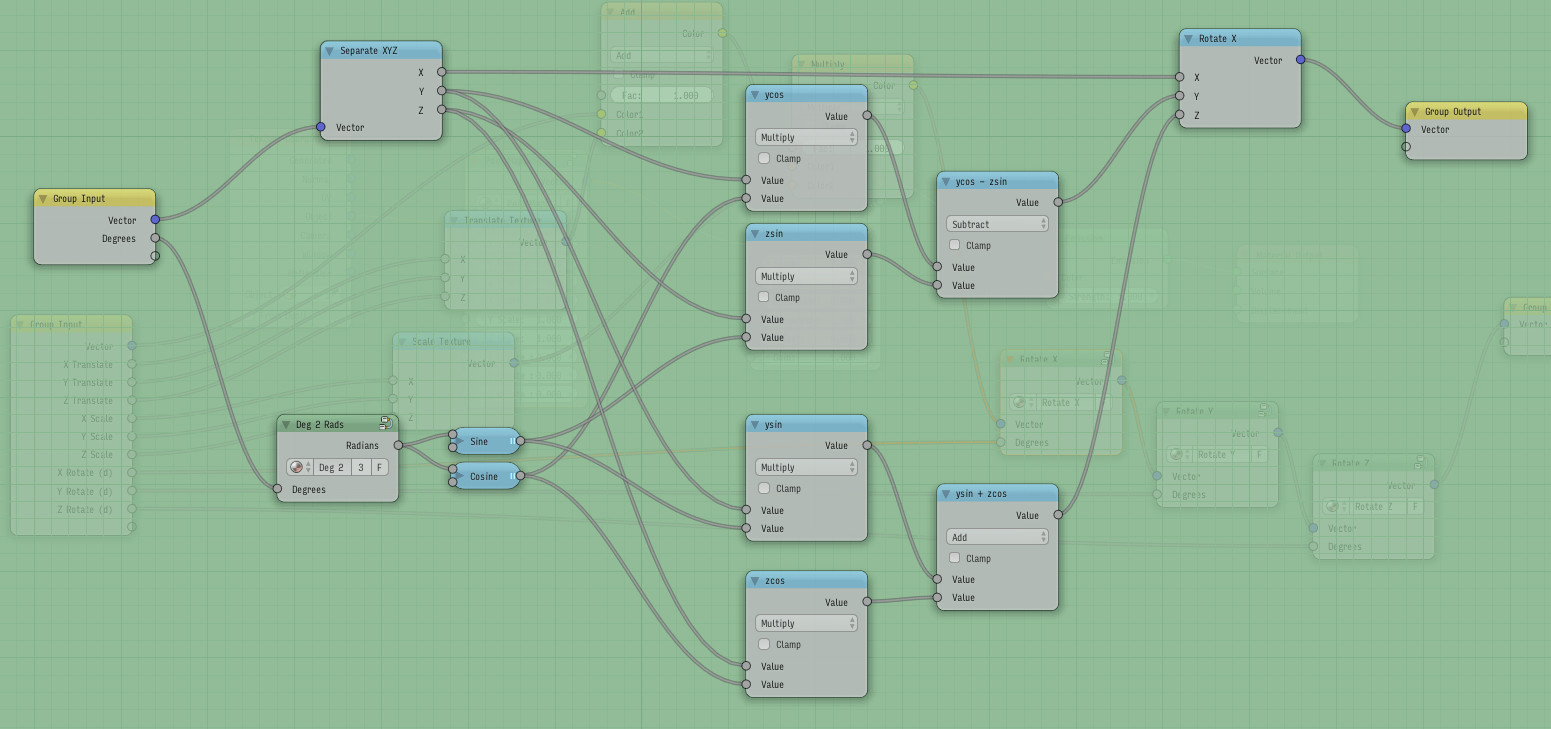 Group Input
Vector
Degrees
Separate XYZ
X
Y
Z
Vector
Deg 2 Rads
Radians
Deg 2 3 F
Degrees
Sine
Cosine
ycos
Value
Multiply
Clamp
Value
Value
zsin
Value
Multiply
Clamp
Value
Value
ysin
Value
Multiply
Clamp
Value
Value
zcos
Value
Multiply
Clamp
Value
Value
ycos - zsin
Value
Subtract
Clamp
Value
Value
ysin + zcos
Value
Add
Clamp
Value
Value
Rotate X
Vector
X
Y
Z
Group Output
Vector
Group Input
Vector
X Translate
Y Translate
Z Translate
X Scale
Y Scale
Z Scale
X Rotate (d)
Y Rotate (d)
Z Rotate (d)
Add
Color
Add
Clamp
Fac: 1.000
Color1
Color2
Multiply
Color
Translate Texture
Vector
X
Y
Z
Scale Texture
Vector
X
Y
Z
Rotate X
Vector
Rotate X
Vector
Degrees
Rotate Y
Vector
Rotate Y F
Vector
Degrees
Rotate Z
Vector
Rotate Z F
Vector
Degrees
Group
Vector